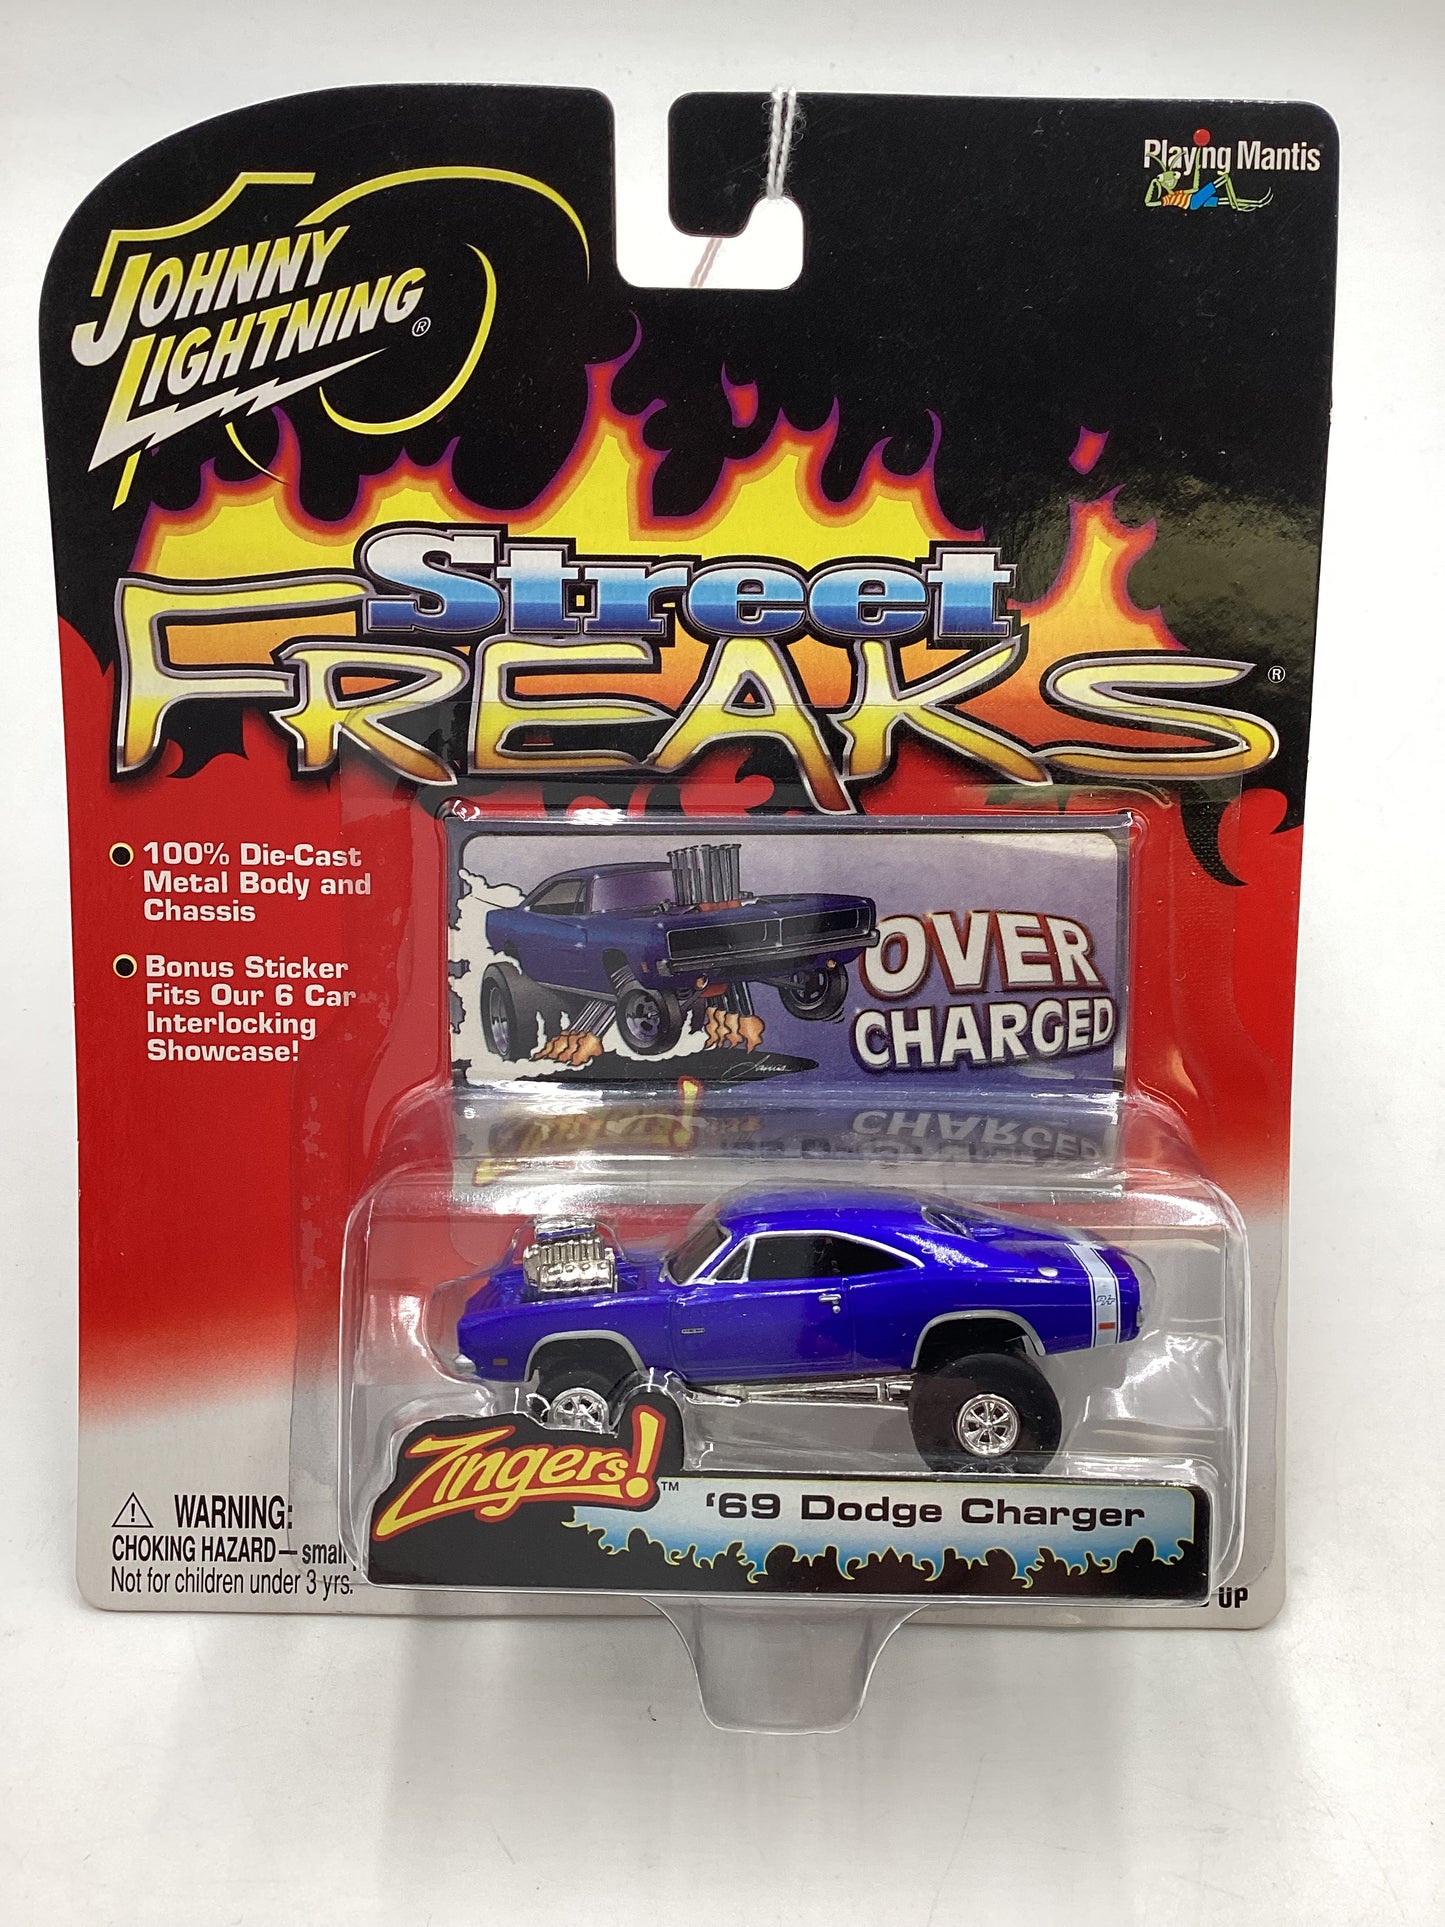 Playing Mantis
10
JOHNNY
LIGHTNING®
Street
FREAKS®
100% Die-Cast
Metal Body and
Chassis
Bonus Sticker
Fits Our 6 Car
Interlocking
Showcase!
OVER
CHARGED
R/T
Zingers!™
'69 Dodge Charger
WARNING:
CHOKING HAZARD — small
Not for children under 3 yrs.
UP